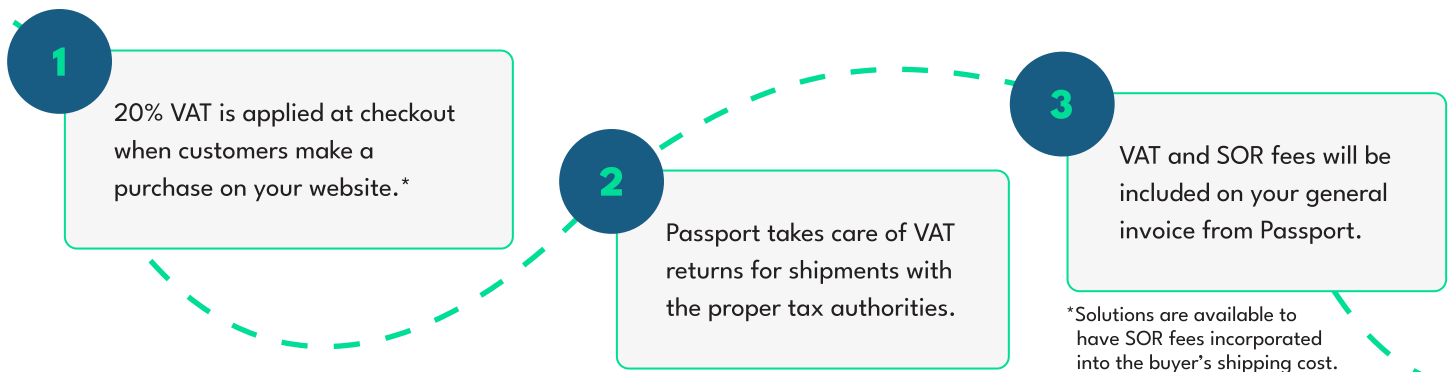 1
20% VAT is applied at checkout
when customers make a
purchase on your website.*
2
Passport takes care of VAT
returns for shipments with
the proper tax authorities.
3
VAT and SOR fees will be
included on your general
invoice from Passport.
*Solutions are available to
have SOR fees incorporated
into the buyer’s shipping cost.